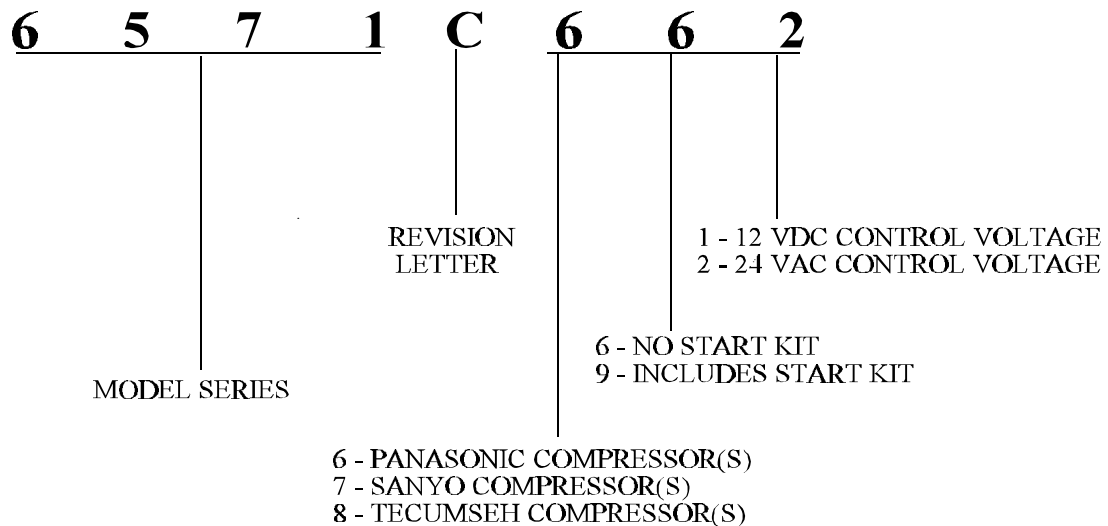 6 5 7 1 C 6 6 2
REVISION
LETTER
1 - 12 VDC CONTROL VOLTAGE
2 - 24 VAC CONTROL VOLTAGE
6 - NO START KIT
9 - INCLUDES START KIT
MODEL SERIES
6 - PANASONIC COMPRESSOR(S)
7 - SANYO COMPRESSOR(S)
8 - TECUMSEH COMPRESSOR(S)